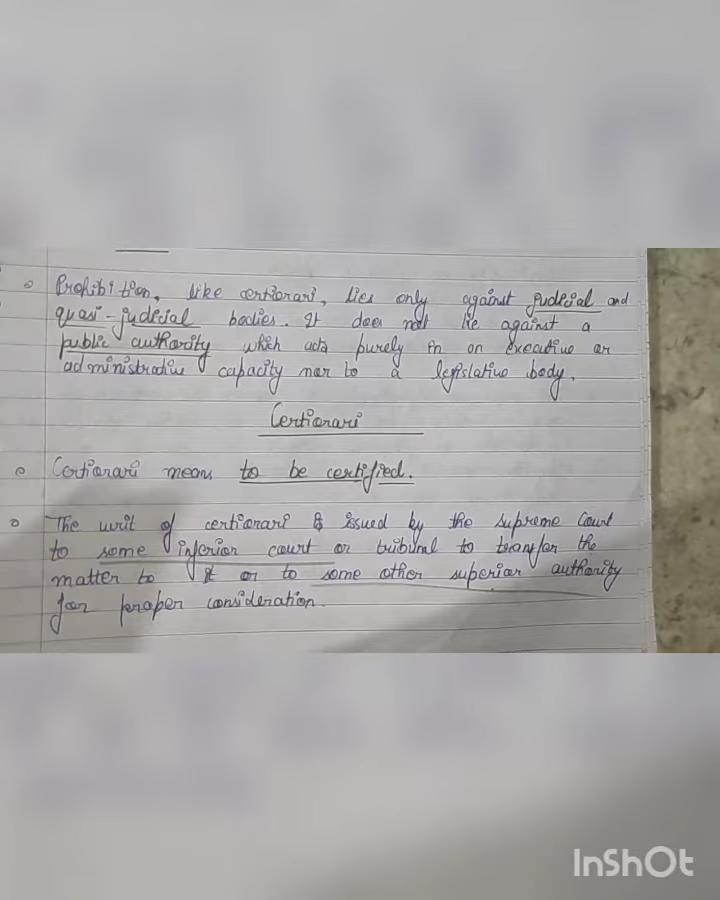 Prohibition, like certiorari, lies only against judicial and
quasi-judicial bodies. It does not lie against a
public authority which acts purely in on executive or
administrative capacity nor to a legislative body.
Certiorari
Certiorari means to be certified.
The writ of certiorari is issued by the supreme Court
to some inferior court or tribunal to transfer the
matter to it or to some other superior authority
for proper consideration.
InShOt